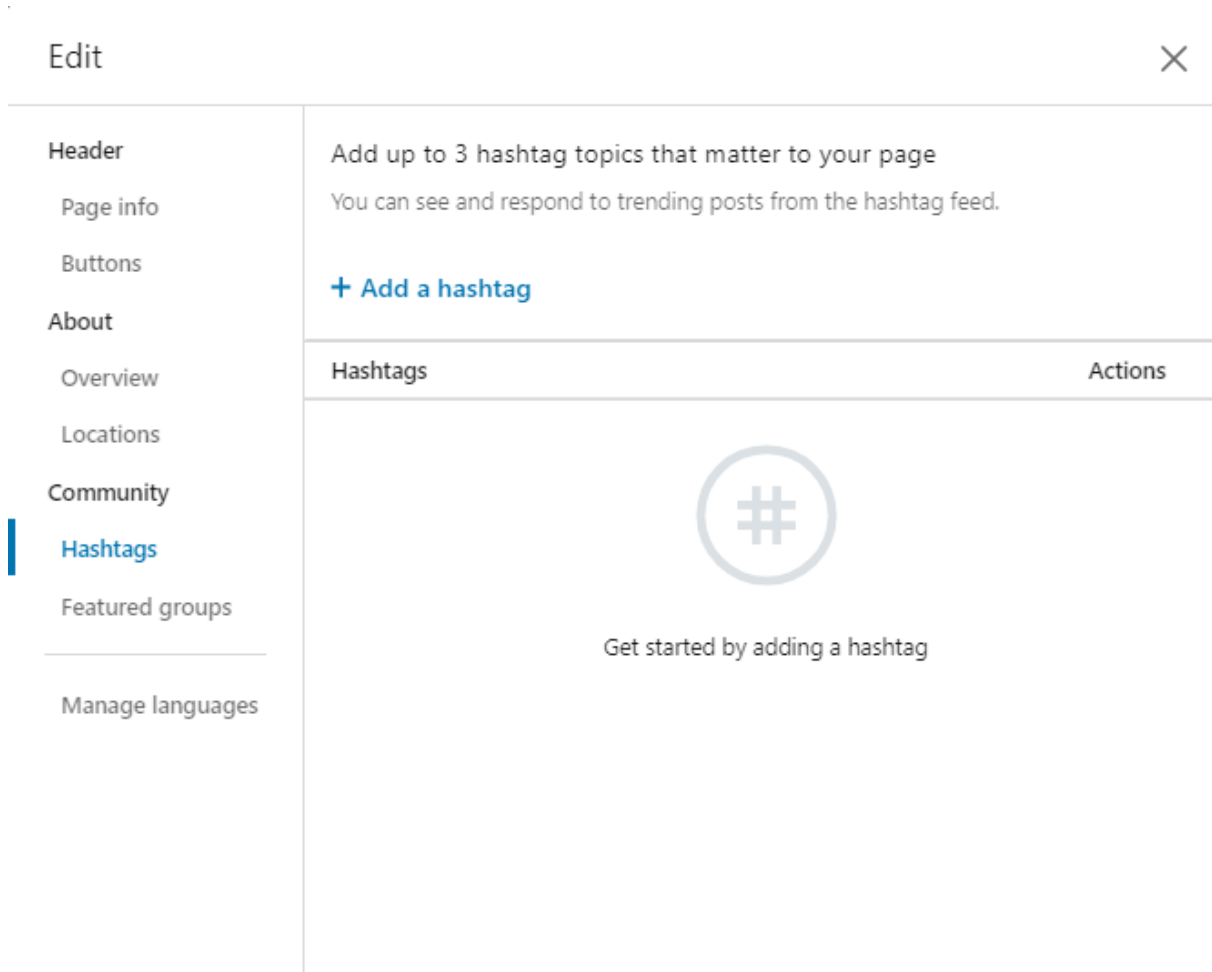 Edit
Header
Page info
Buttons
About
Overview
Locations
Community
Hashtags
Featured groups
Manage languages
Add up to 3 hashtag topics that matter to your page
You can see and respond to trending posts from the hashtag feed.
+ Add a hashtag
Hashtags Actions
#
Get started by adding a hashtag